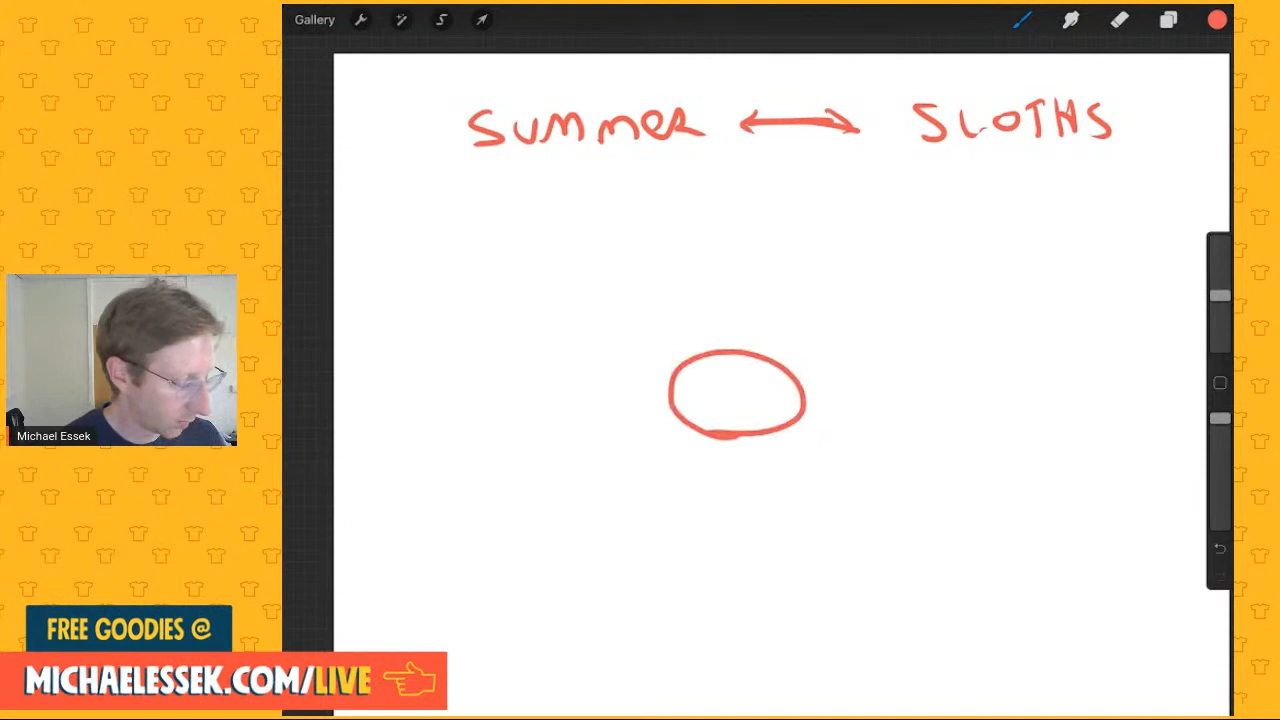 Gallery
SUMMER ↔ SLOTHS
Michael Essek
FREE GOODIES @
MICHAELESSEK.COM/LIVE